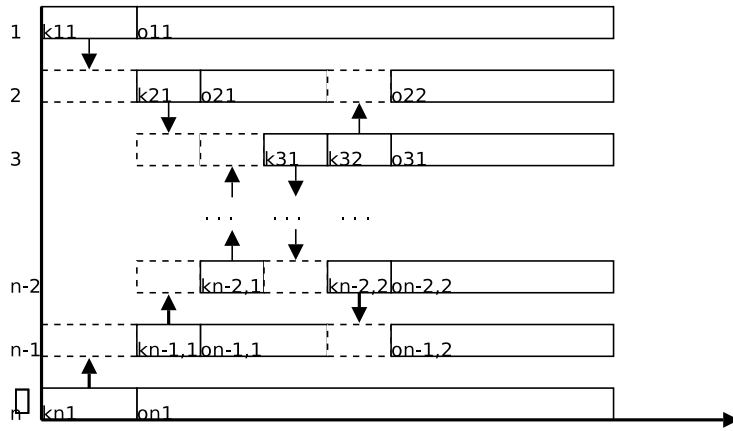 1 k11 o11
2 k21 o21 o22
3 k31 k32 o31
... ... ...
n-2 kn-2,1 kn-2,2 on-2,2
n-1 kn-1,1 on-1,1 on-1,2
n kn1 on1